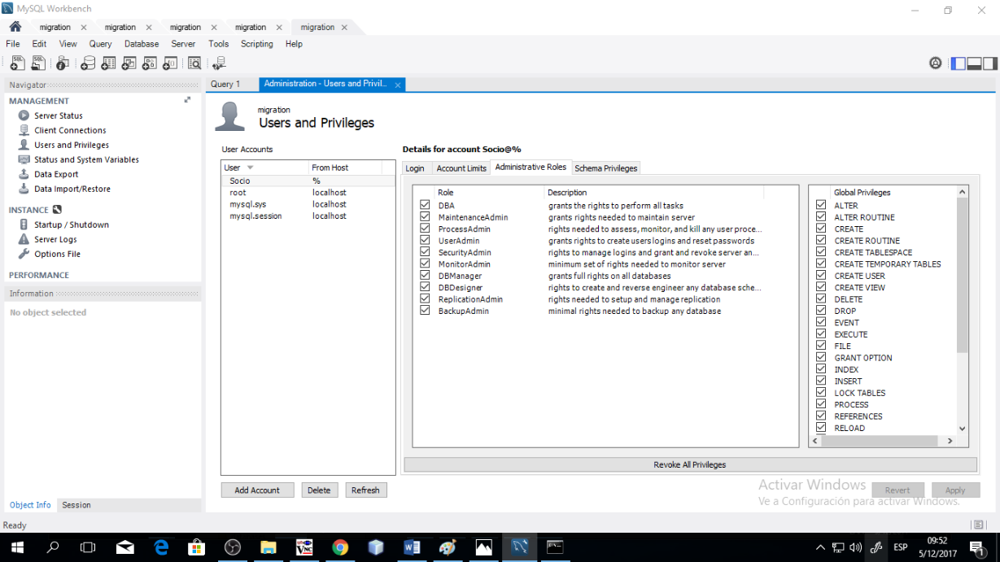 MySQL Workbench
migration
migration
migration
migration
migration
File Edit View Query Database Server Tools Scripting Help
Navigator
MANAGEMENT
Server Status
Client Connections
Users and Privileges
Status and System Variables
Data Export
Data Import/Restore
INSTANCE
Startup / Shutdown
Server Logs
Options File
PERFORMANCE
Information
No object selected
Object Info Session
Ready
Query 1
Administration - Users and Privil...
migration
Users and Privileges
User Accounts
User From Host
Socio %
root localhost
mysql.sys localhost
mysql.session localhost
Add Account Delete Refresh
Details for account Socio@%
Login Account Limits Administrative Roles Schema Privileges
Role Description
DBA grants the rights to perform all tasks
MaintenanceAdmin grants rights needed to maintain server
ProcessAdmin rights needed to assess, monitor, and kill any user proce...
UserAdmin grants rights to create users logins and reset passwords
SecurityAdmin rights to manage logins and grant and revoke server an...
MonitorAdmin minimum set of rights needed to monitor server
DBManager grants full rights on all databases
DBDesigner rights to create and reverse engineer any database sche...
ReplicationAdmin rights needed to setup and manage replication
BackupAdmin minimal rights needed to backup any database
Global Privileges
ALTER
ALTER ROUTINE
CREATE
CREATE ROUTINE
CREATE TABLESPACE
CREATE TEMPORARY TABLES
CREATE USER
CREATE VIEW
DELETE
DROP
EVENT
EXECUTE
FILE
GRANT OPTION
INDEX
INSERT
LOCK TABLES
PROCESS
REFERENCES
RELOAD
Revoke All Privileges
Revert Apply
Activar Windows
Ve a Configuración para activar Windows.
ESP
09:52
5/12/2017
1